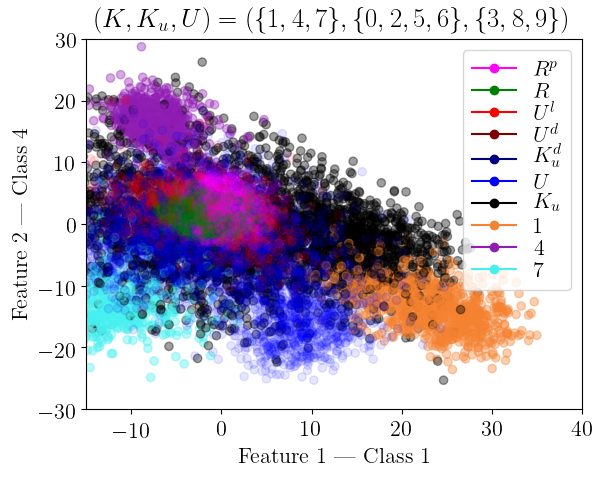 (K, K_u, U) = ({1, 4, 7}, {0, 2, 5, 6}, {3, 8, 9})
30
20
10
0
−10
−20
−30
Feature 2 — Class 4
R^p
R
U^l
U^d
K_u^d
U
K_u
1
4
7
−10 0 10 20 30 40
Feature 1 — Class 1